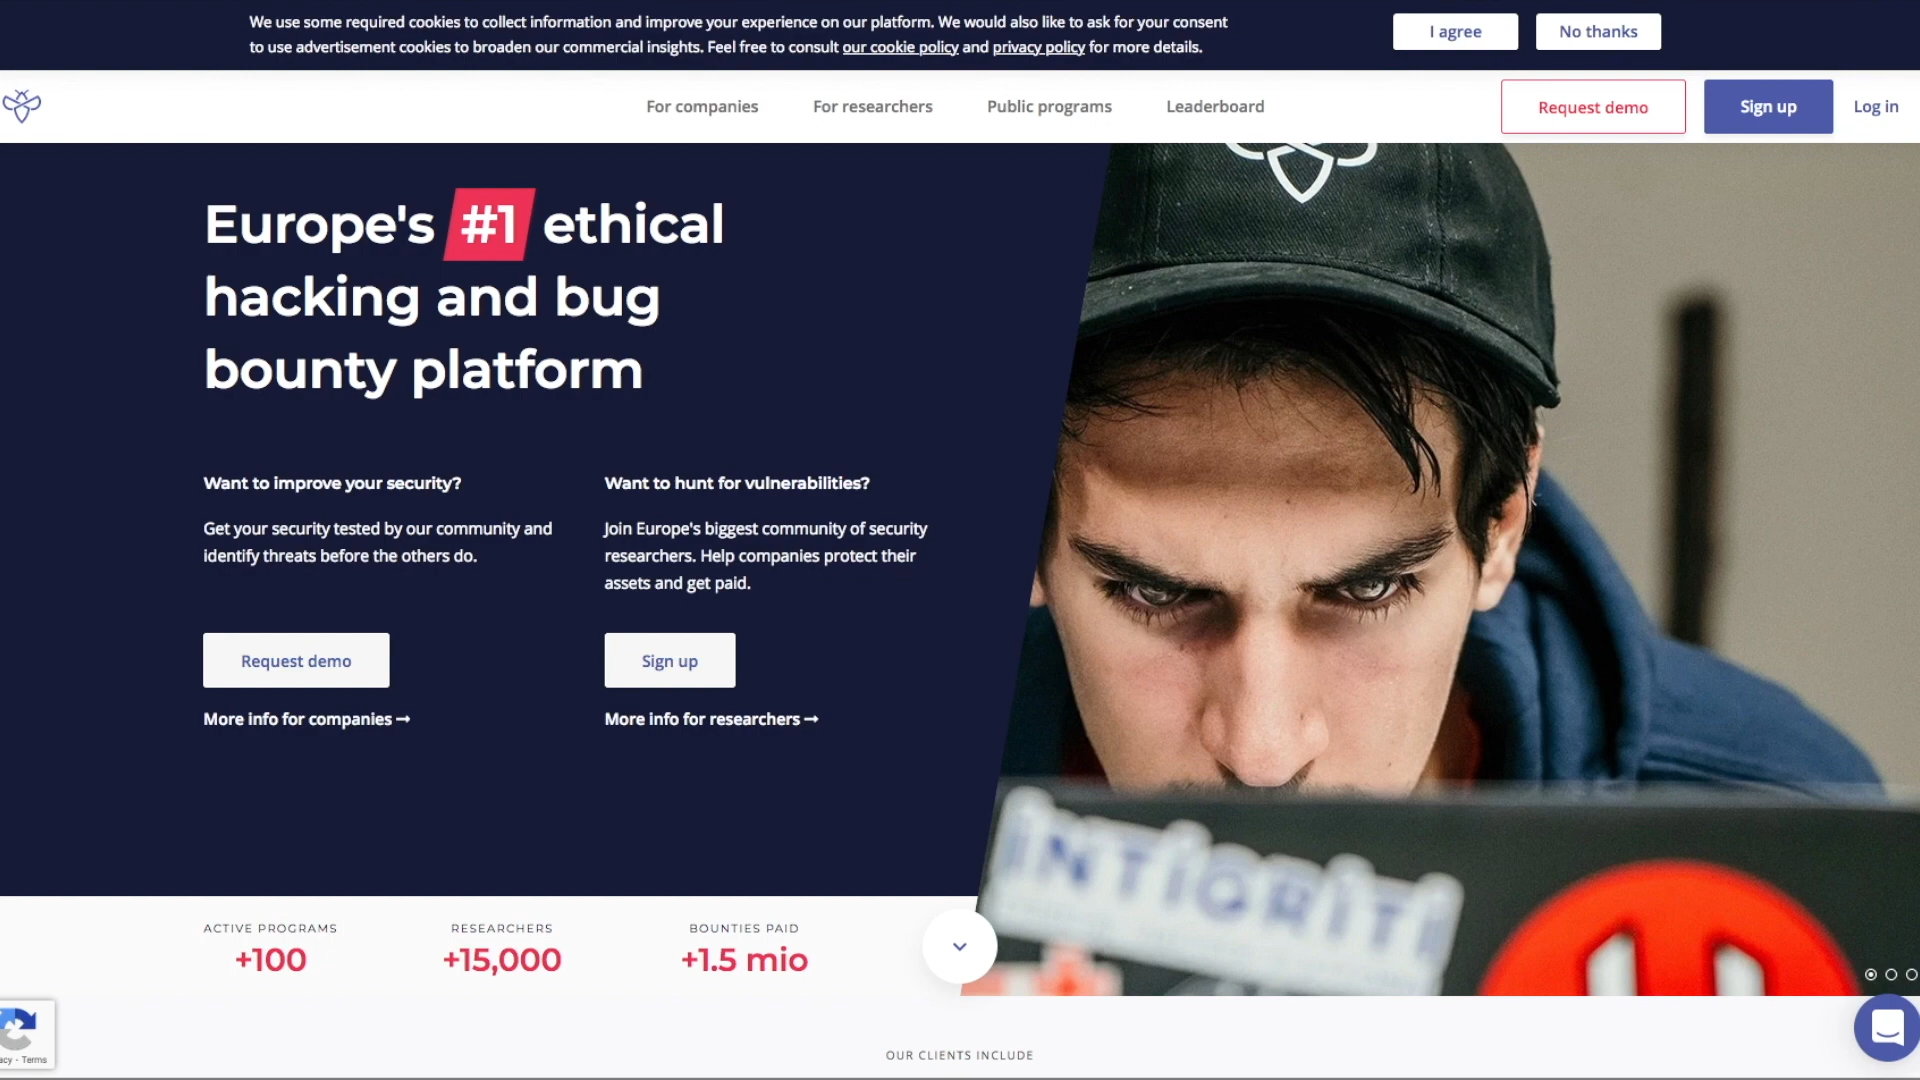 We use some required cookies to collect information and improve your experience on our platform. We would also like to ask for your consent
to use advertisement cookies to broaden our commercial insights. Feel free to consult our cookie policy and privacy policy for more details.
I agree
No thanks
For companies
For researchers
Public programs
Leaderboard
Request demo
Sign up
Log in
Europe's #1 ethical
hacking and bug
bounty platform
Want to improve your security?
Get your security tested by our community and
identify threats before the others do.
Request demo
More info for companies
Want to hunt for vulnerabilities?
Join Europe's biggest community of security
researchers. Help companies protect their
assets and get paid.
Sign up
More info for researchers
INTIGRITI
ACTIVE PROGRAMS
+100
RESEARCHERS
+15,000
BOUNTIES PAID
+1.5 mio
acy - Terms
OUR CLIENTS INCLUDE